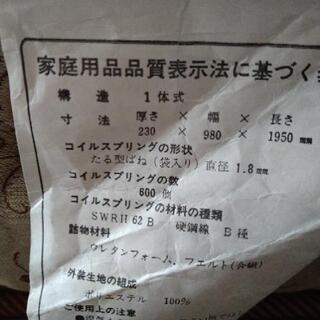 家庭用品品質表示法に基づく
構造 1体式
寸法 厚さ × 幅 × 長さ
230 × 980 × 1950 ㎜
コイルスプリングの形状
たる型ばね(袋入り) 直径 1.8㎜
コイルスプリングの数
600 個
コイルスプリングの材料の種類
SWRH 62 B 硬鋼線 B種
詰物材料
ウレタンフォーム、フエルト(合繊)
外装生地の組成
ポリエステル 100%
ご使用上の注意